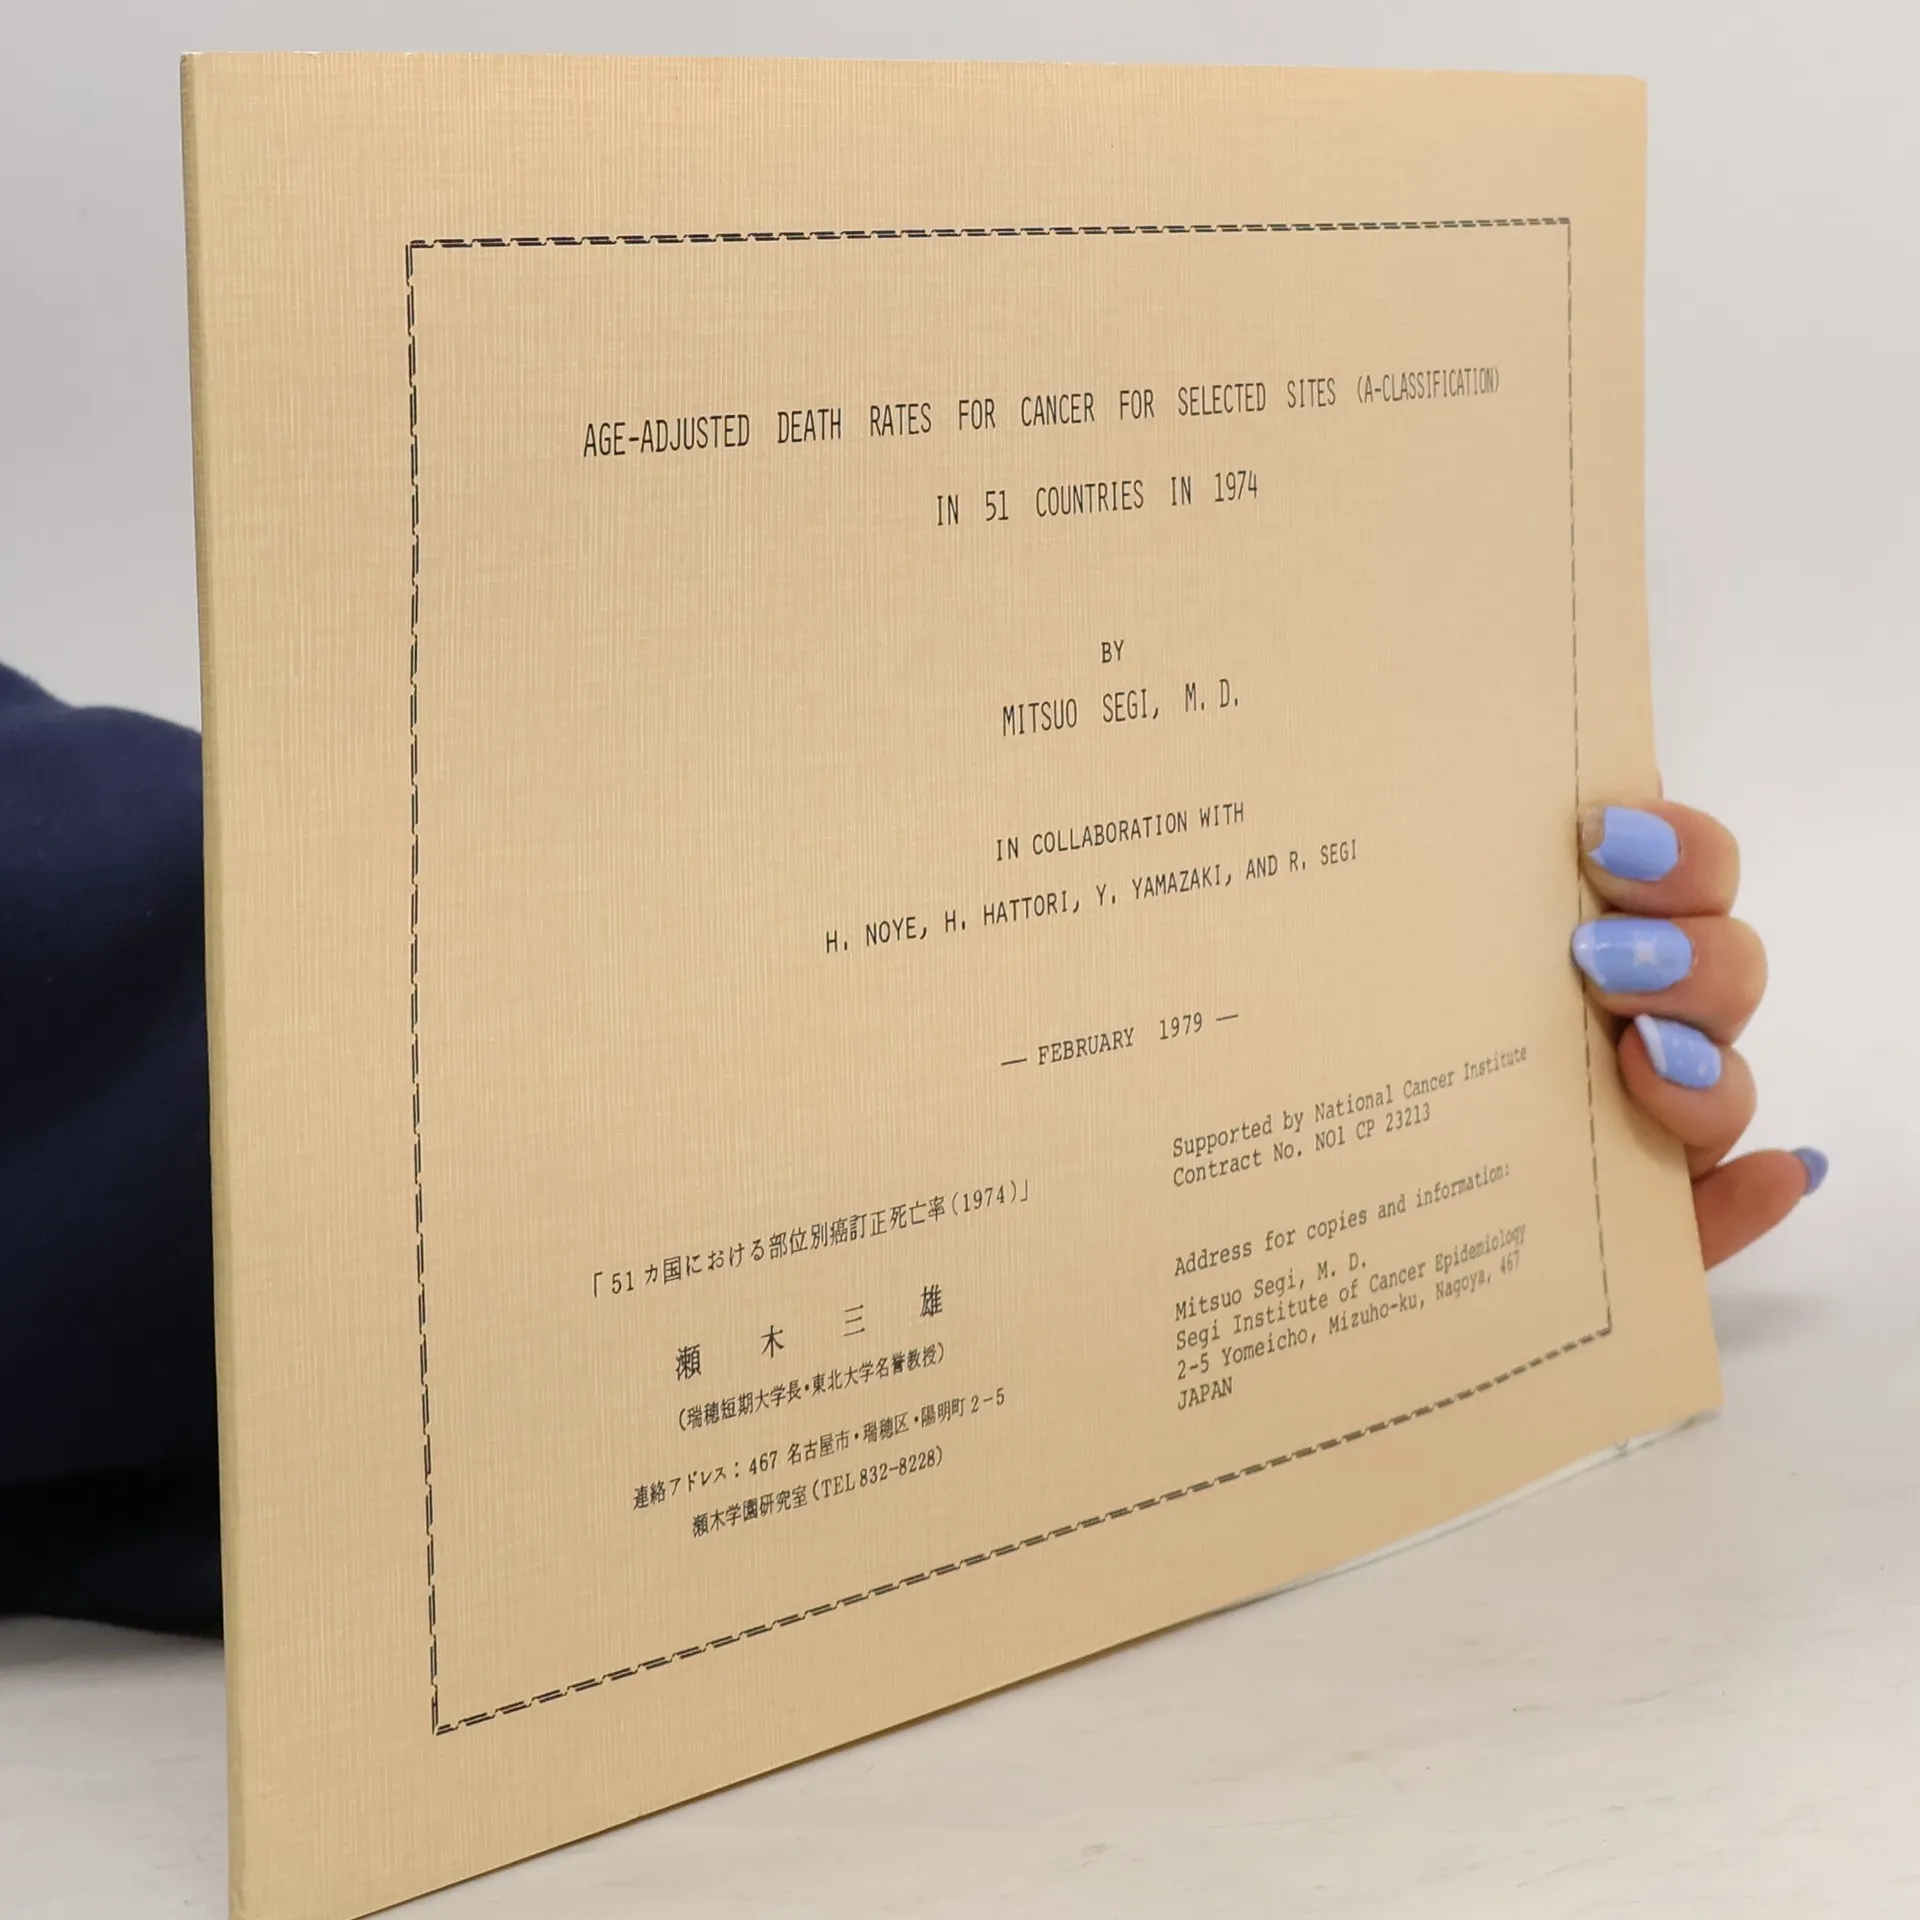 AGE-ADJUSTED DEATH RATES FOR CANCER FOR SELECTED SITES (A-CLASSIFICATION)
IN 51 COUNTRIES IN 1974
BY
MITSUO SEGI, M. D.
IN COLLABORATION WITH
H. NOYE, H. HATTORI, Y. YAMAZAKI, AND R. SEGI
— FEBRUARY 1979 —
Supported by National Cancer Institute
Contract No. NO1 CP 23213
Address for copies and information:
Mitsuo Segi, M. D.
Segi Institute of Cancer Epidemiology
2-5 Yomeicho, Mizuho-ku, Nagoya, 467
JAPAN
「51カ国における部位別癌訂正死亡率(1974)」
瀬 木 三 雄
(瑞穂短期大学長・東北大学名誉教授)
連絡アドレス：467 名古屋市・瑞穂区・陽明町2-5
瀬木学園研究室(TEL832-8228)